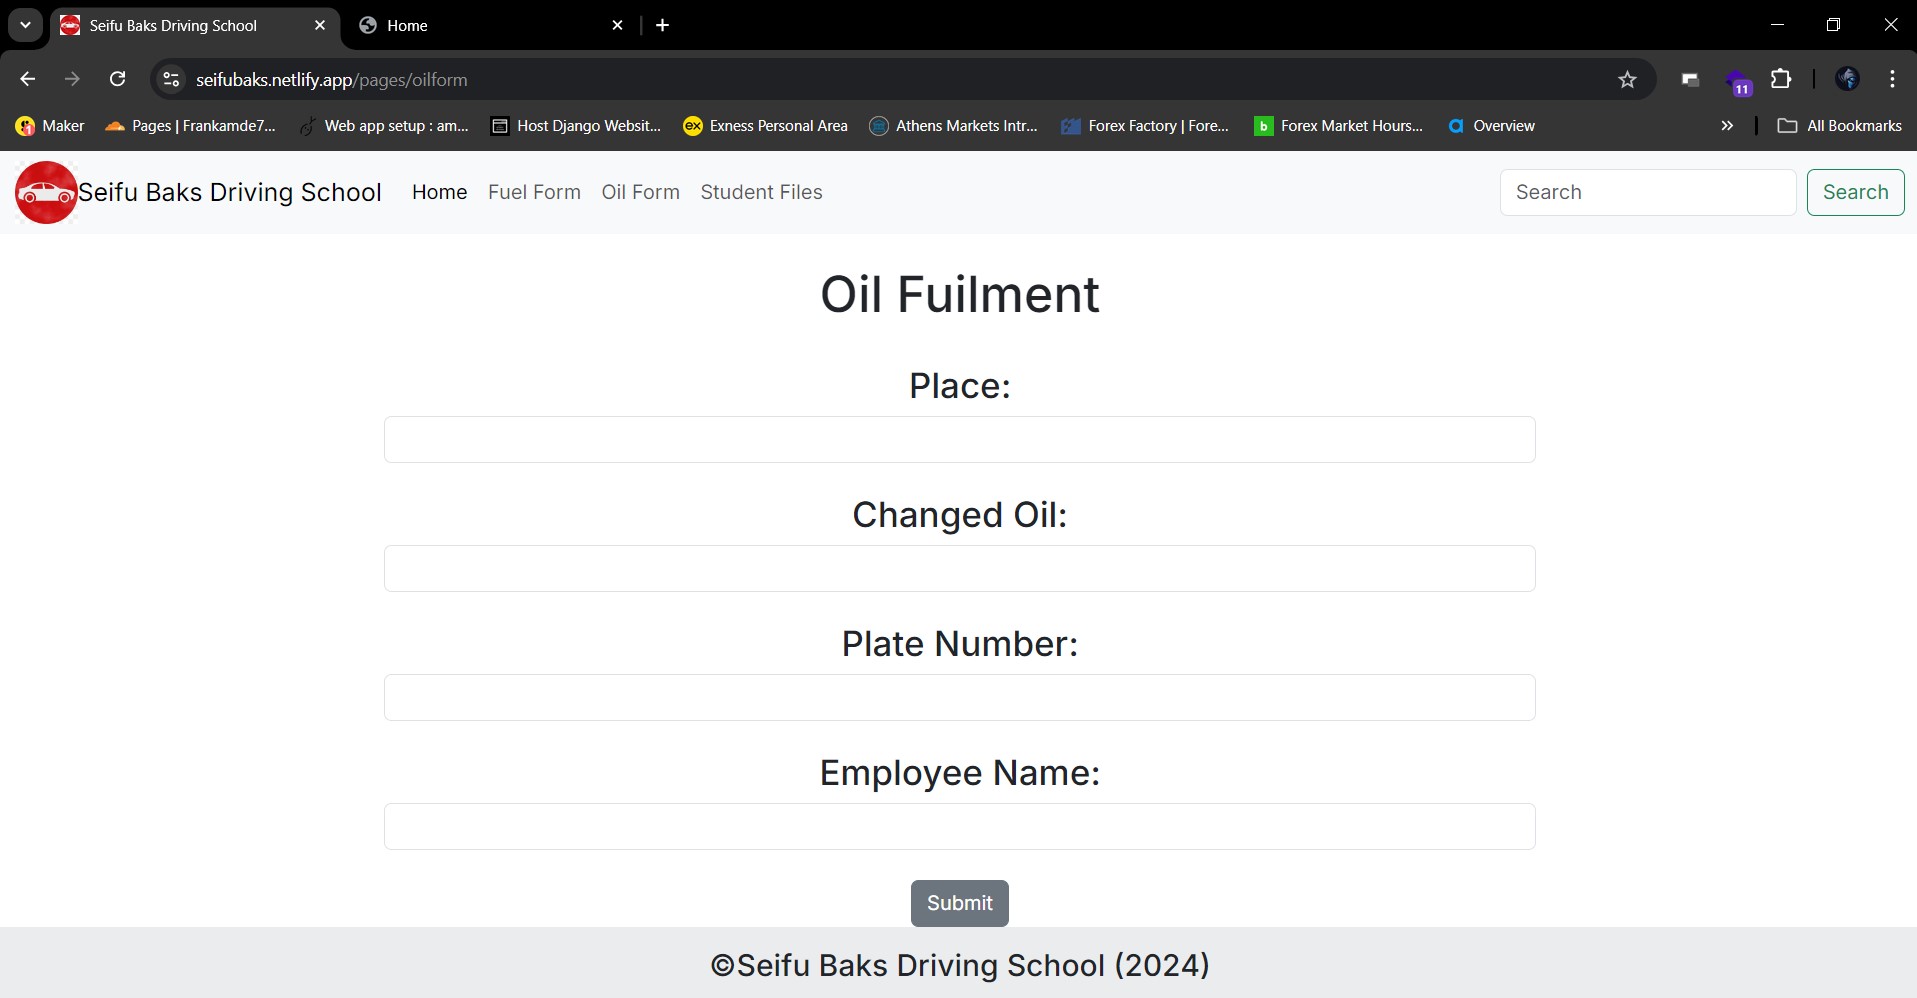 Seifu Baks Driving School
Home
seifubaks.netlify.app/pages/oilform
11
Maker
Pages | Frankamde7...
Web app setup : am...
Host Django Websit...
ex
Exness Personal Area
Athens Markets Intr...
Forex Factory | Fore...
b
Forex Market Hours...
Overview
All Bookmarks
Seifu Baks Driving School
Home
Fuel Form
Oil Form
Student Files
Search
Search
Oil Fuilment
Place:
Changed Oil:
Plate Number:
Employee Name:
Submit
©Seifu Baks Driving School (2024)